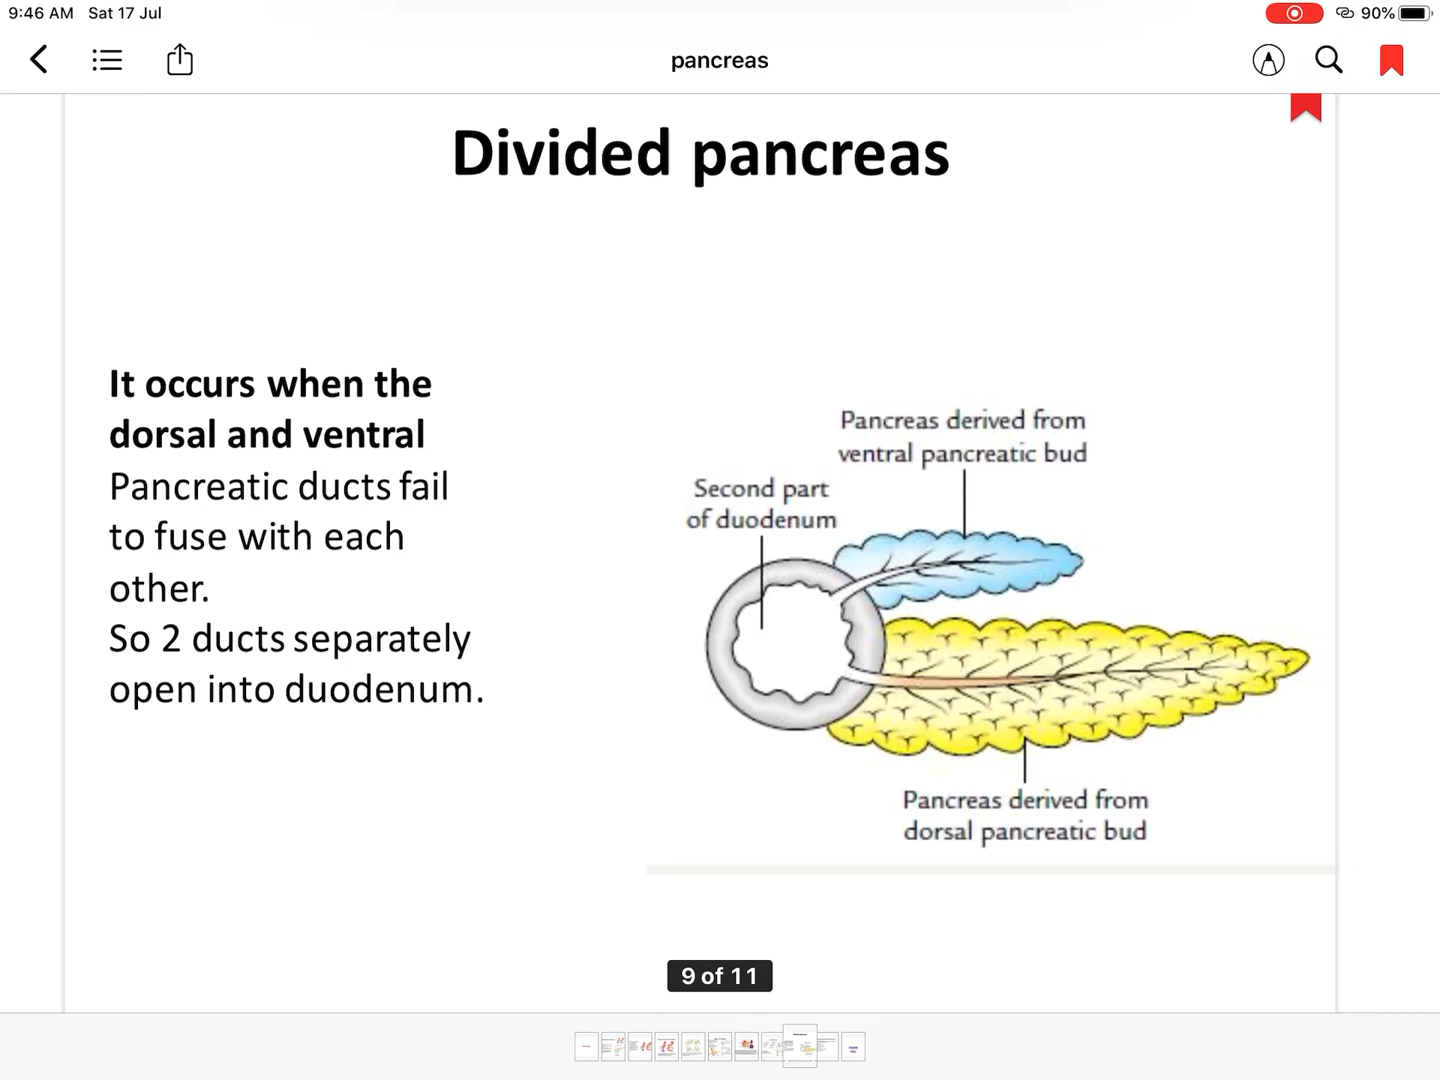 9:46 AM Sat 17 Jul
90%
pancreas
Divided pancreas
It occurs when the
dorsal and ventral
Pancreatic ducts fail
to fuse with each
other.
So 2 ducts separately
open into duodenum.
Pancreas derived from
ventral pancreatic bud
Second part
of duodenum
Pancreas derived from
dorsal pancreatic bud
9 of 11